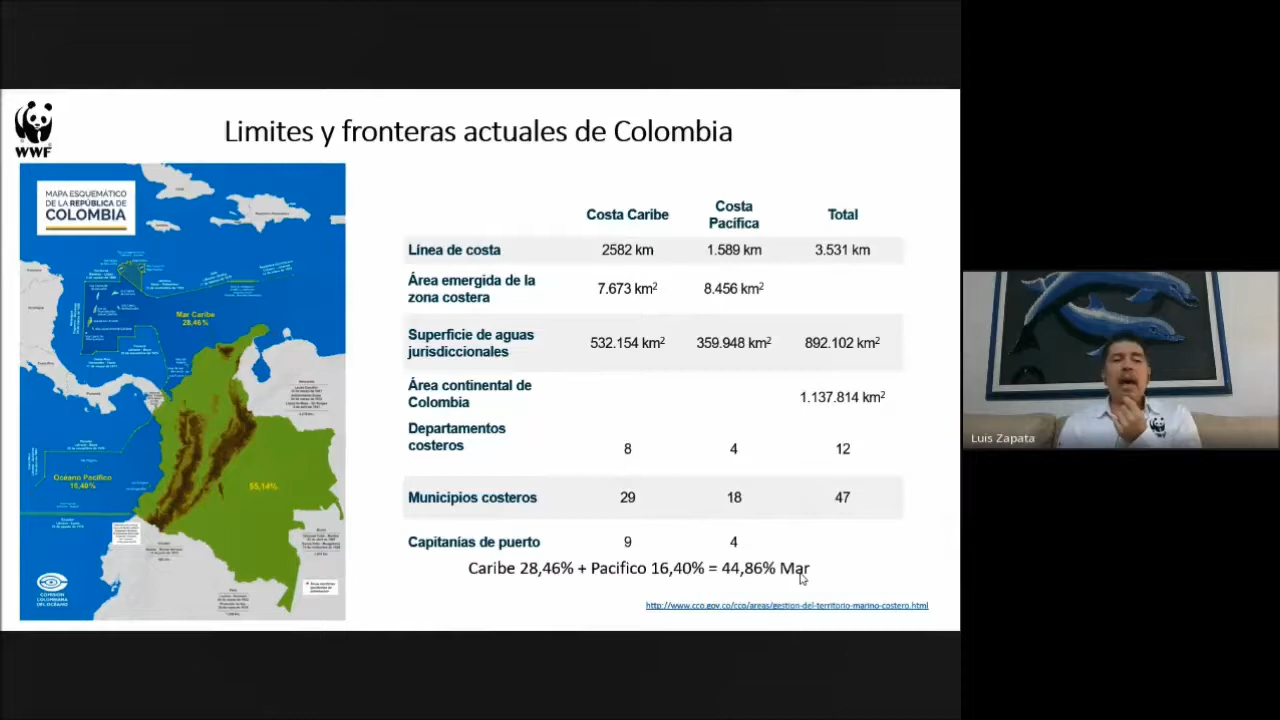 WWF
Limites y fronteras actuales de Colombia
MAPA ESQUEMÁTICO
DE LA REPÚBLICA DE
COLOMBIA
Mar Caribe
28,46%
Océano Pacífico
16,40%
55,14%
COMISIÓN
COLOMBIANA
DEL OCÉANO
Costa Caribe
Costa
Pacífica
Total
Línea de costa 2582 km 1.589 km 3.531 km
Área emergida de la
zona costera 7.673 km² 8.456 km²
Superficie de aguas
jurisdiccionales 532.154 km² 359.948 km² 892.102 km²
Área continental de
Colombia 1.137.814 km²
Departamentos
costeros 8 4 12
Municipios costeros 29 18 47
Capitanías de puerto 9 4
Caribe 28,46% + Pacifico 16,40% = 44,86% Mar
http://www.cco.gov.co/cco/areas/gestion-del-territorio-marino-costero.html
Luis Zapata